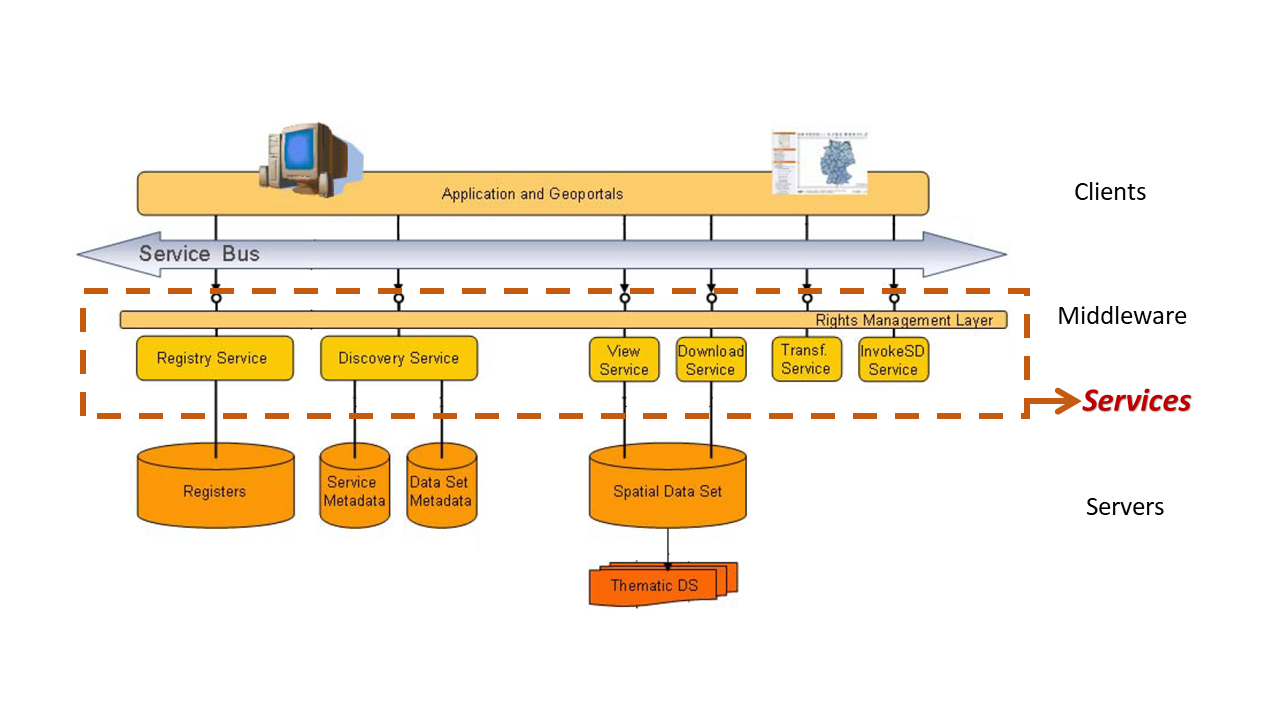 Application and Geoportals
Clients
Service Bus
Middleware
Rights Management Layer
Registry Service
Discovery Service
View
Service
Download
Service
Transf.
Service
InvokeSD
Service
Services
Registers
Service
Metadata
Data Set
Metadata
Spatial Data Set
Servers
Thematic DS